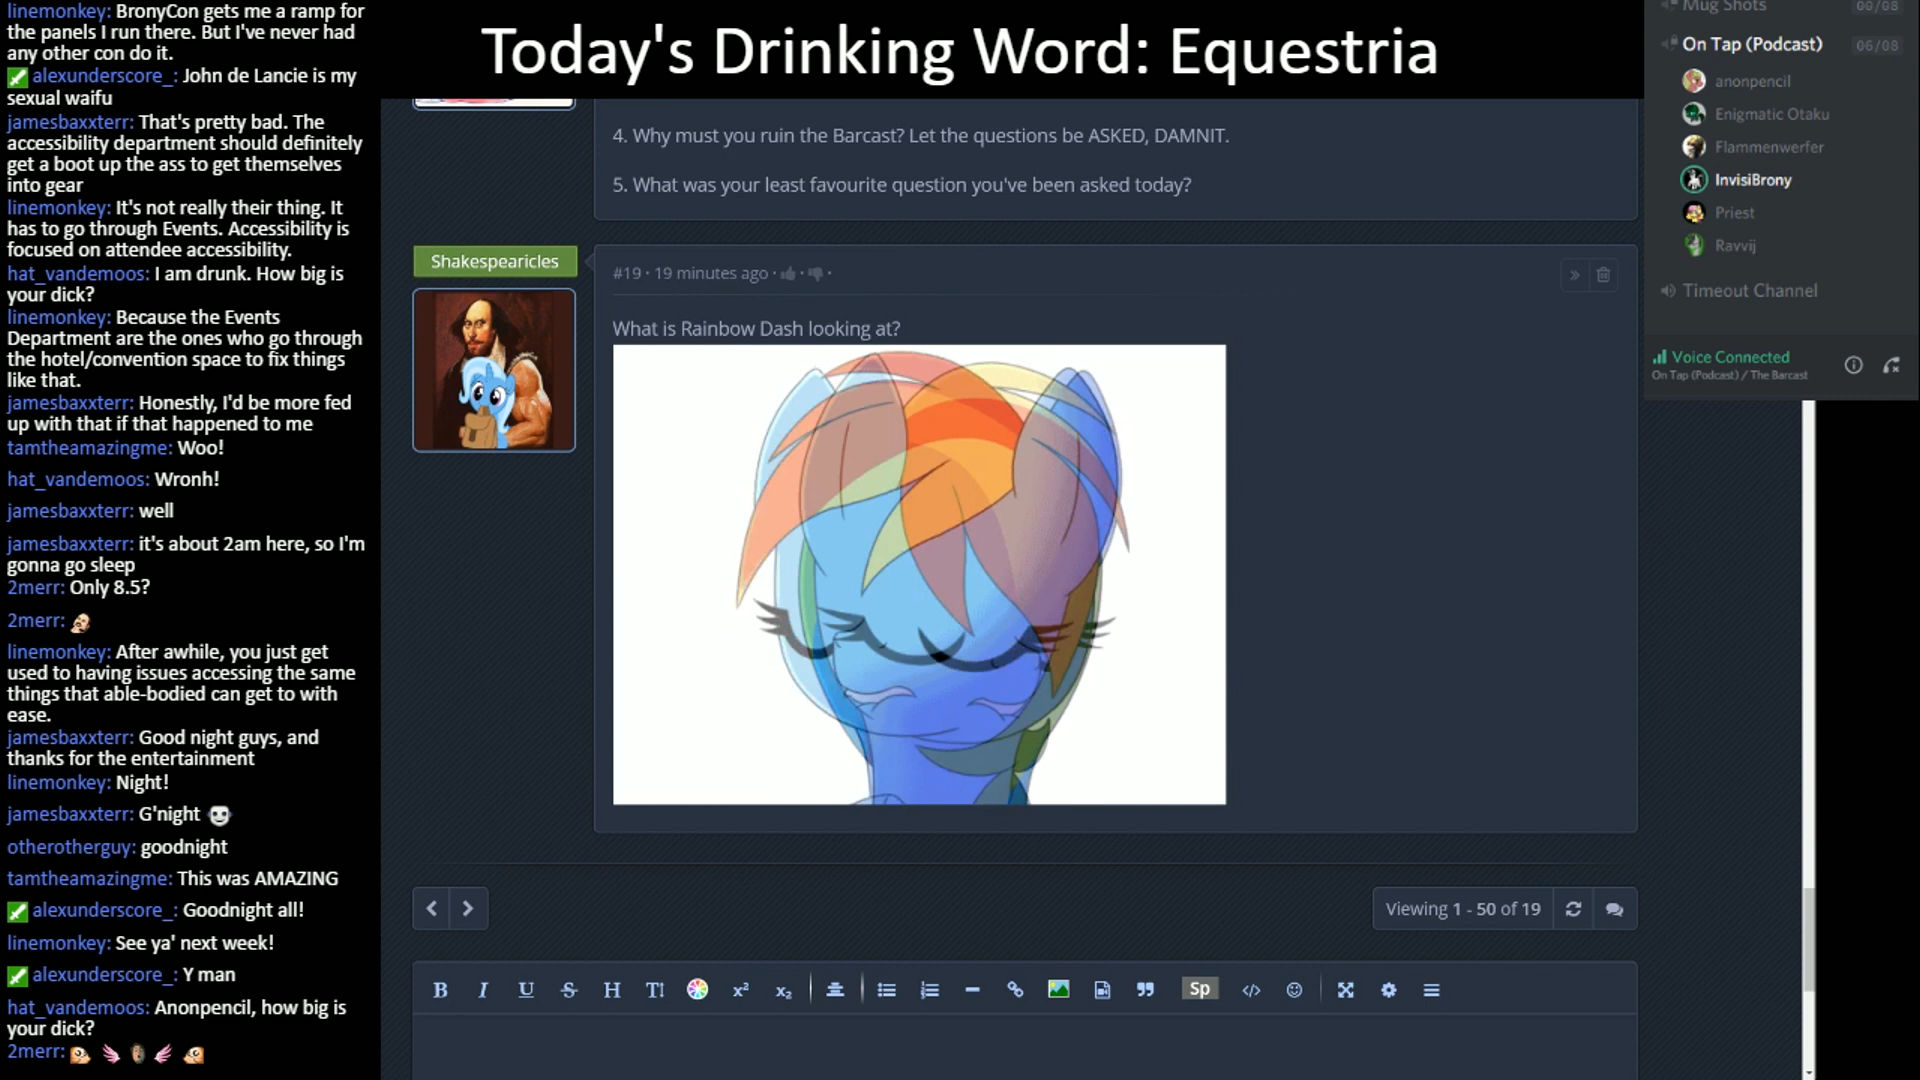 linemonkey: BronyCon gets me a ramp for
the panels I run there. But I've never had
any other con do it.
alexunderscore_: John de Lancie is my
sexual waifu
jamesbaxxterr: That's pretty bad. The
accessibility department should definitely
get a boot up the ass to get themselves
into gear
linemonkey: It's not really their thing. It
has to go through Events. Accessibility is
focused on attendee accessibility.
hat_vandemoos: I am drunk. How big is
your dick?
linemonkey: Because the Events
Department are the ones who go through
the hotel/convention space to fix things
like that.
jamesbaxxterr: Honestly, I'd be more fed
up with that if that happened to me
tamtheamazingme: Woo!
hat_vandemoos: Wronh!
jamesbaxxterr: well
jamesbaxxterr: it's about 2am here, so I'm
gonna go sleep
2merr: Only 8.5?
2merr:
linemonkey: After awhile, you just get
used to having issues accessing the same
things that able-bodied can get to with
ease.
jamesbaxxterr: Good night guys, and
thanks for the entertainment
linemonkey: Night!
jamesbaxxterr: G'night
otherotherguy: goodnight
tamtheamazingme: This was AMAZING
alexunderscore_: Goodnight all!
linemonkey: See ya' next week!
alexunderscore_: Y man
hat_vandemoos: Anonpencil, how big is
your dick?
2merr:
Today's Drinking Word: Equestria
4. Why must you ruin the Barcast? Let the questions be ASKED, DAMNIT.
5. What was your least favourite question you've been asked today?
Shakespearicles
#19 · 19 minutes ago · ·
What is Rainbow Dash looking at?
Viewing 1 - 50 of 19
B I U S H T x² x₂ Sp
Mug Shots 00/08
On Tap (Podcast) 06/08
anonpencil
Enigmatic Otaku
Flammenwerfer
InvisiBrony
Priest
Ravvij
Timeout Channel
Voice Connected
On Tap (Podcast) / The Barcast